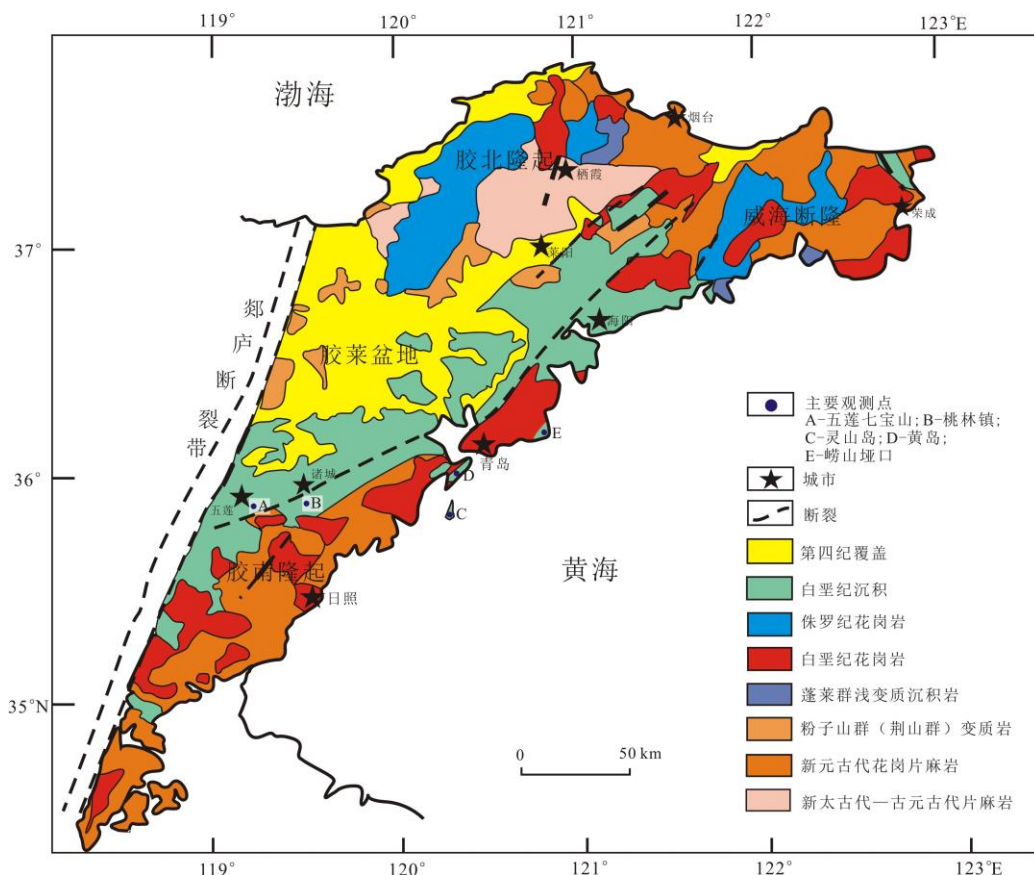 119°
120°
121°
122°
123°E
渤海
烟台
胶北隆起
栖霞
威海断隆
荣成
37°
莱阳
郯庐断裂带
海阳
胶莱盆地
主要观测点
A-五莲七宝山；B-桃林镇；
C-灵山岛；D-黄岛；
E-崂山垭口
E
青岛
城市
36°
诸城
D
五莲
A
B
C
断裂
第四纪覆盖
黄海
胶南隆起
日照
白垩纪沉积
侏罗纪花岗岩
白垩纪花岗岩
35°N
蓬莱群浅变质沉积岩
粉子山群（荆山群）变质岩
0
50 km
新元古代花岗片麻岩
新太古代—古元古代片麻岩
119°
120°
121°
122°
123°E